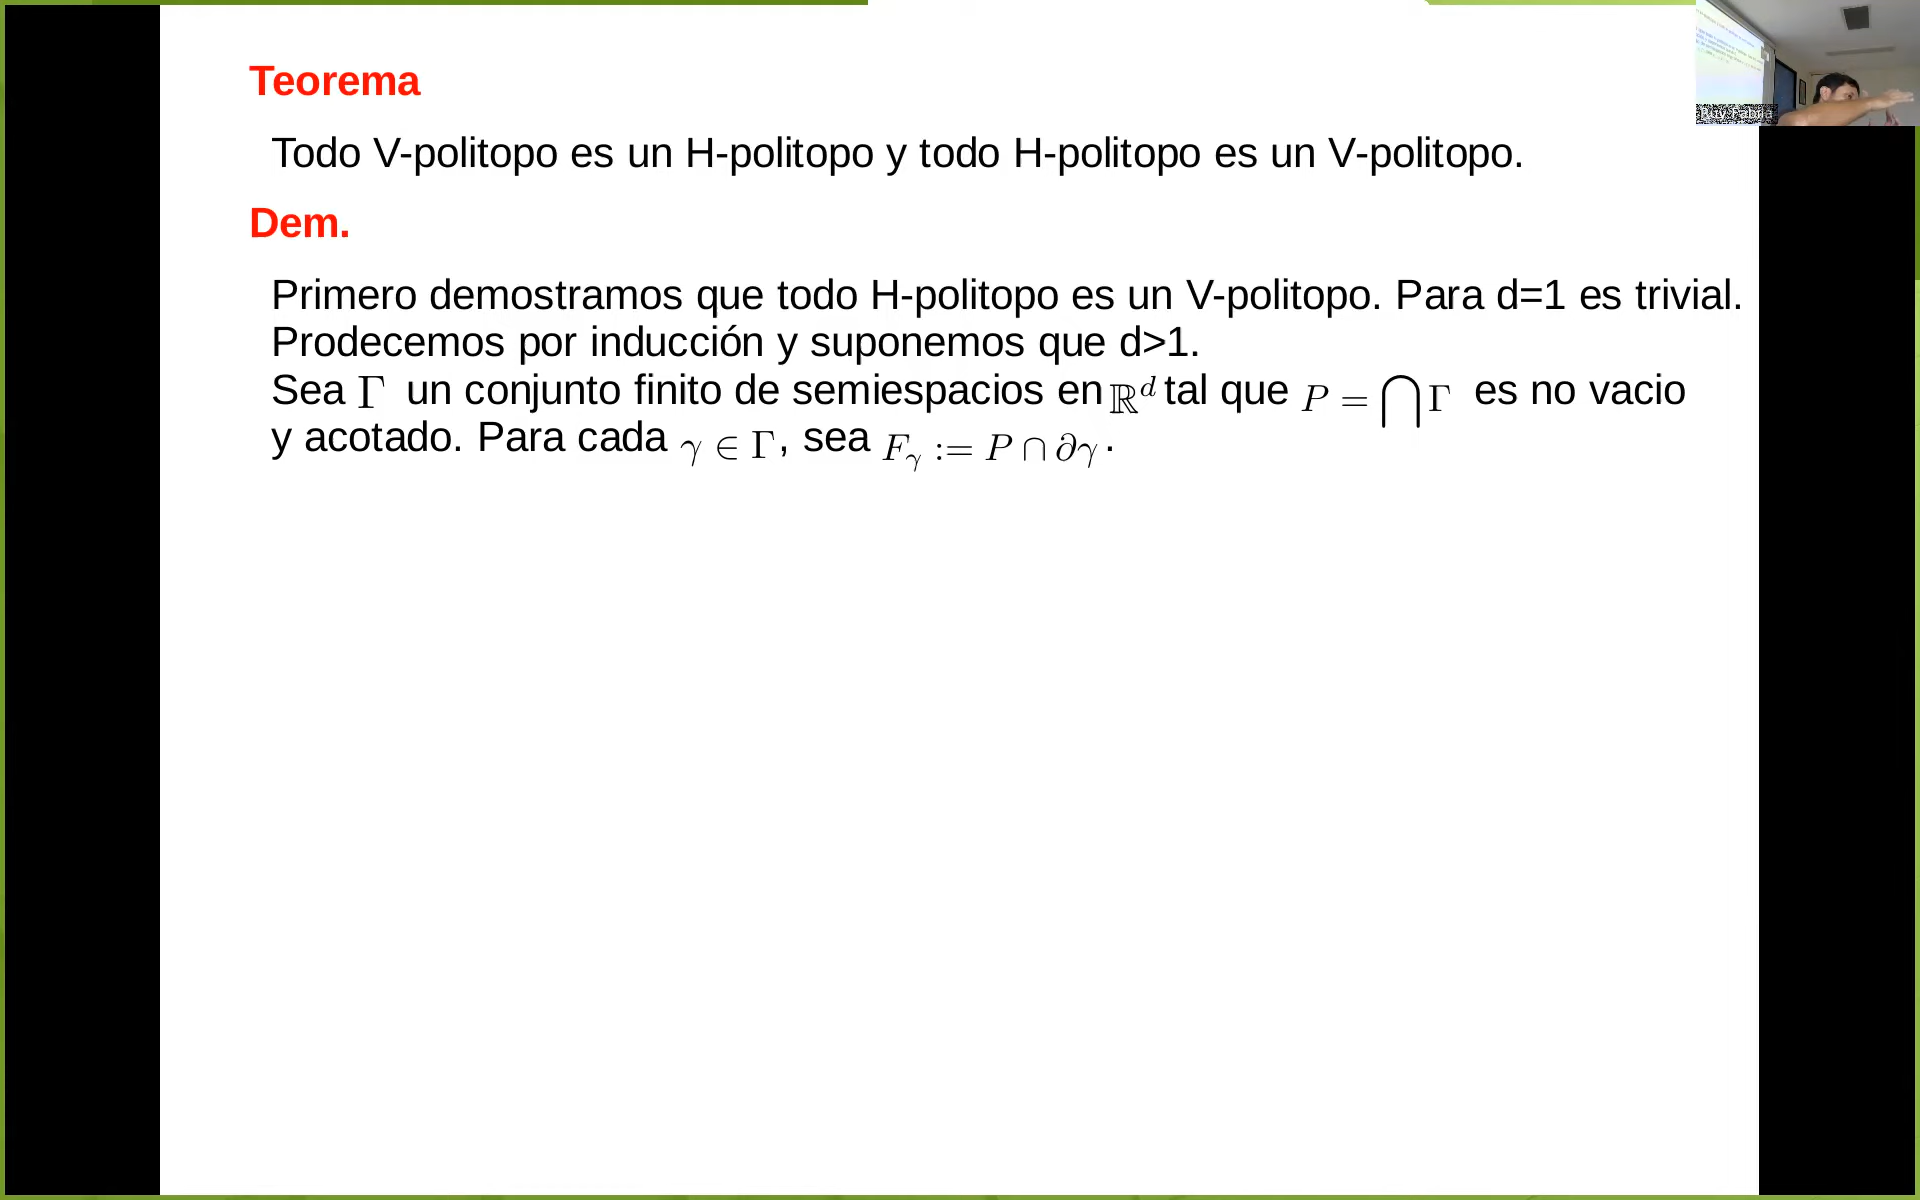 Teorema
Todo V-politopo es un H-politopo y todo H-politopo es un V-politopo.
Dem.
Primero demostramos que todo H-politopo es un V-politopo. Para d=1 es trivial.
Prodecemos por inducción y suponemos que d>1.
Sea Γ un conjunto finito de semiespacios en ℝᵈ tal que P = ⋂Γ es no vacio
y acotado. Para cada γ ∈ Γ, sea F_γ := P ∩ ∂γ.